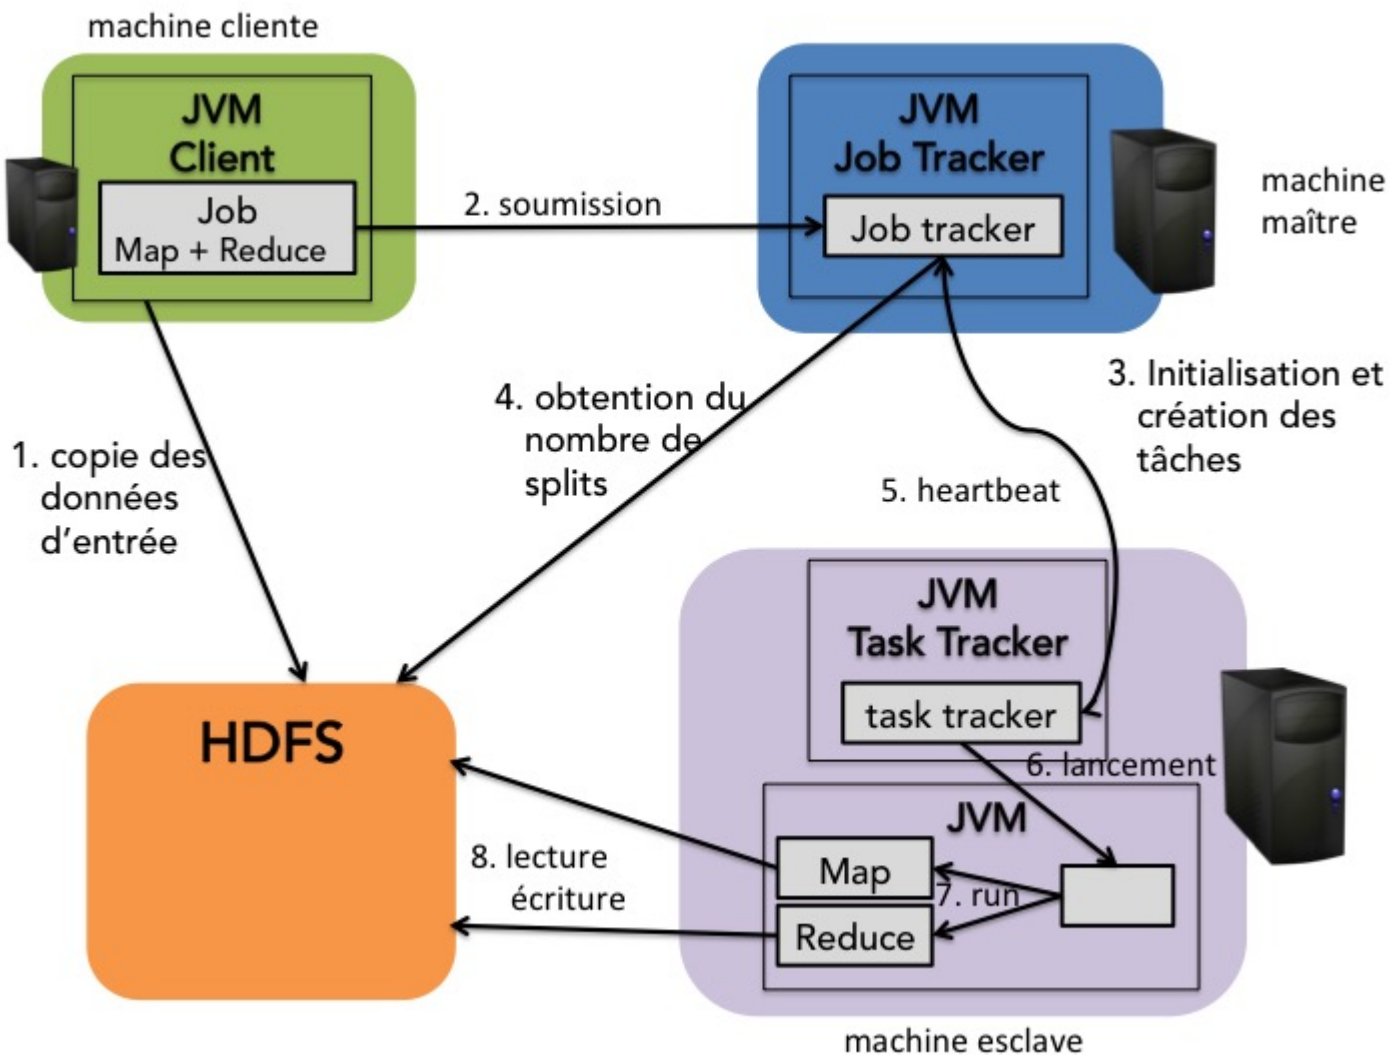 machine cliente
JVM
Client
Job
Map + Reduce
2. soumission
JVM
Job Tracker
Job tracker
machine
maître
1. copie des
données
d'entrée
4. obtention du
nombre de
splits
3. Initialisation et
création des
tâches
5. heartbeat
HDFS
JVM
Task Tracker
task tracker
6. lancement
JVM
Map
7. run
Reduce
8. lecture
écriture
machine esclave